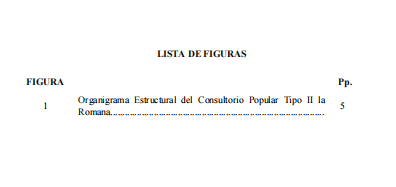 LISTA DE FIGURAS
FIGURA Pp.
Organigrama Estructural del Consultorio Popular Tipo II la
1 Romana.......................................................................................... 5